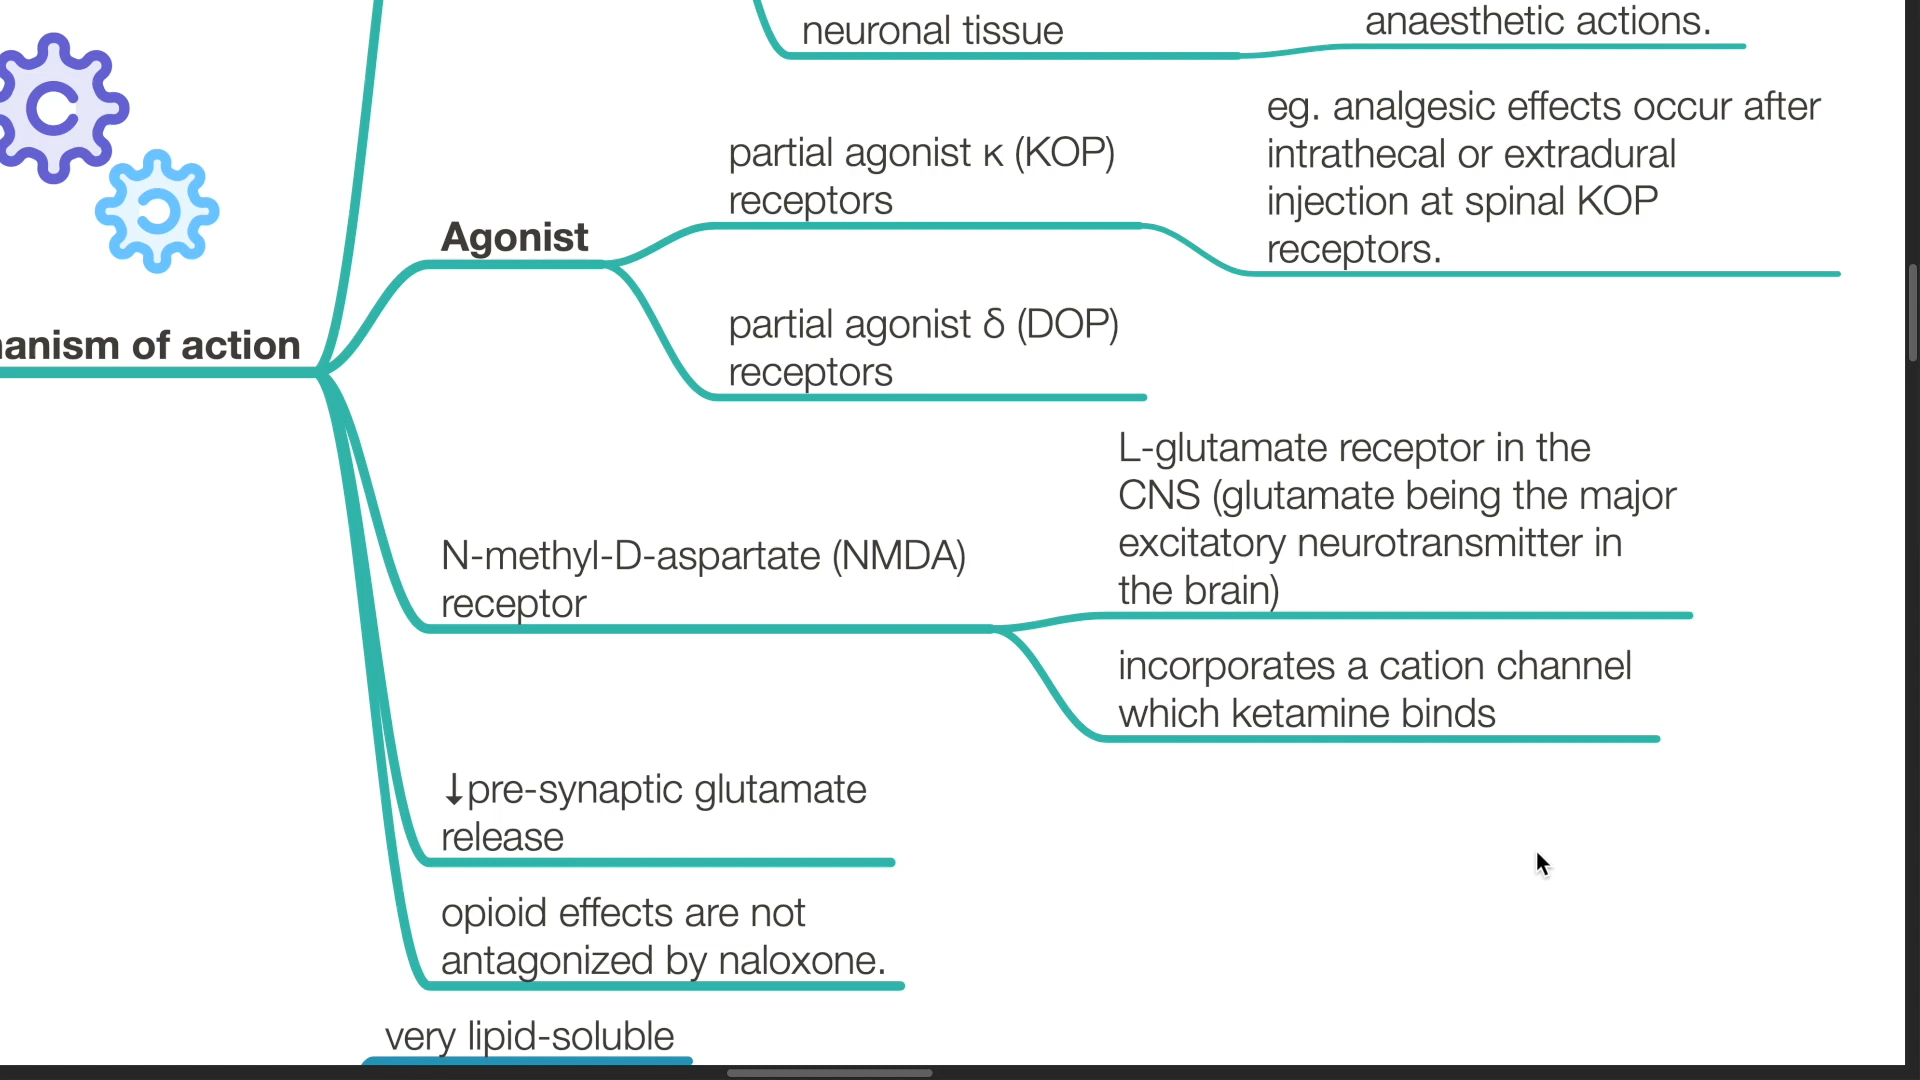 neuronal tissue
anaesthetic actions.
eg. analgesic effects occur after
intrathecal or extradural
injection at spinal KOP
receptors.
partial agonist κ (KOP)
receptors
Agonist
partial agonist δ (DOP)
receptors
of action
L-glutamate receptor in the
CNS (glutamate being the major
excitatory neurotransmitter in
the brain)
N-methyl-D-aspartate (NMDA)
receptor
incorporates a cation channel
which ketamine binds
↓pre-synaptic glutamate
release
opioid effects are not
antagonized by naloxone.
very lipid-soluble